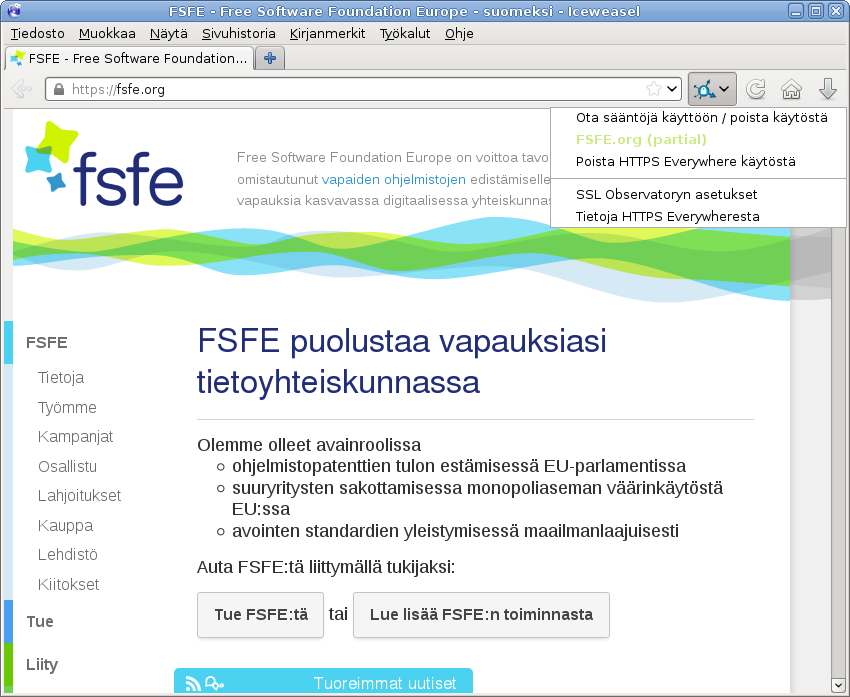 FSFE - Free Software Foundation Europe - suomeksi - Iceweasel
Tiedosto Muokkaa Näytä Sivuhistoria Kirjanmerkit Työkalut Ohje
FSFE - Free Software Foundation...
https://fsfe.org
Ota sääntöjä käyttöön / poista käytöstä
FSFE.org (partial)
Poista HTTPS Everywhere käytöstä
SSL Observatoryn asetukset
Tietoja HTTPS Everywheresta
fsfe
Free Software Foundation Europe on voittoa tavo
omistautunut vapaiden ohjelmistojen edistämiselle
vapauksia kasvavassa digitaalisessa yhteiskunnas
FSFE
Tietoja
Työmme
Kampanjat
Osallistu
Lahjoitukset
Kauppa
Lehdistö
Kiitokset
Tue
Liity
FSFE puolustaa vapauksiasi
tietoyhteiskunnassa
Olemme olleet avainroolissa
ohjelmistopatenttien tulon estämisessä EU-parlamentissa
suuryritysten sakottamisessa monopoliaseman väärinkäytöstä
EU:ssa
avointen standardien yleistymisessä maailmanlaajuisesti
Auta FSFE:tä liittymällä tukijaksi:
Tue FSFE:tä tai Lue lisää FSFE:n toiminnasta
Tuoreimmat uutiset